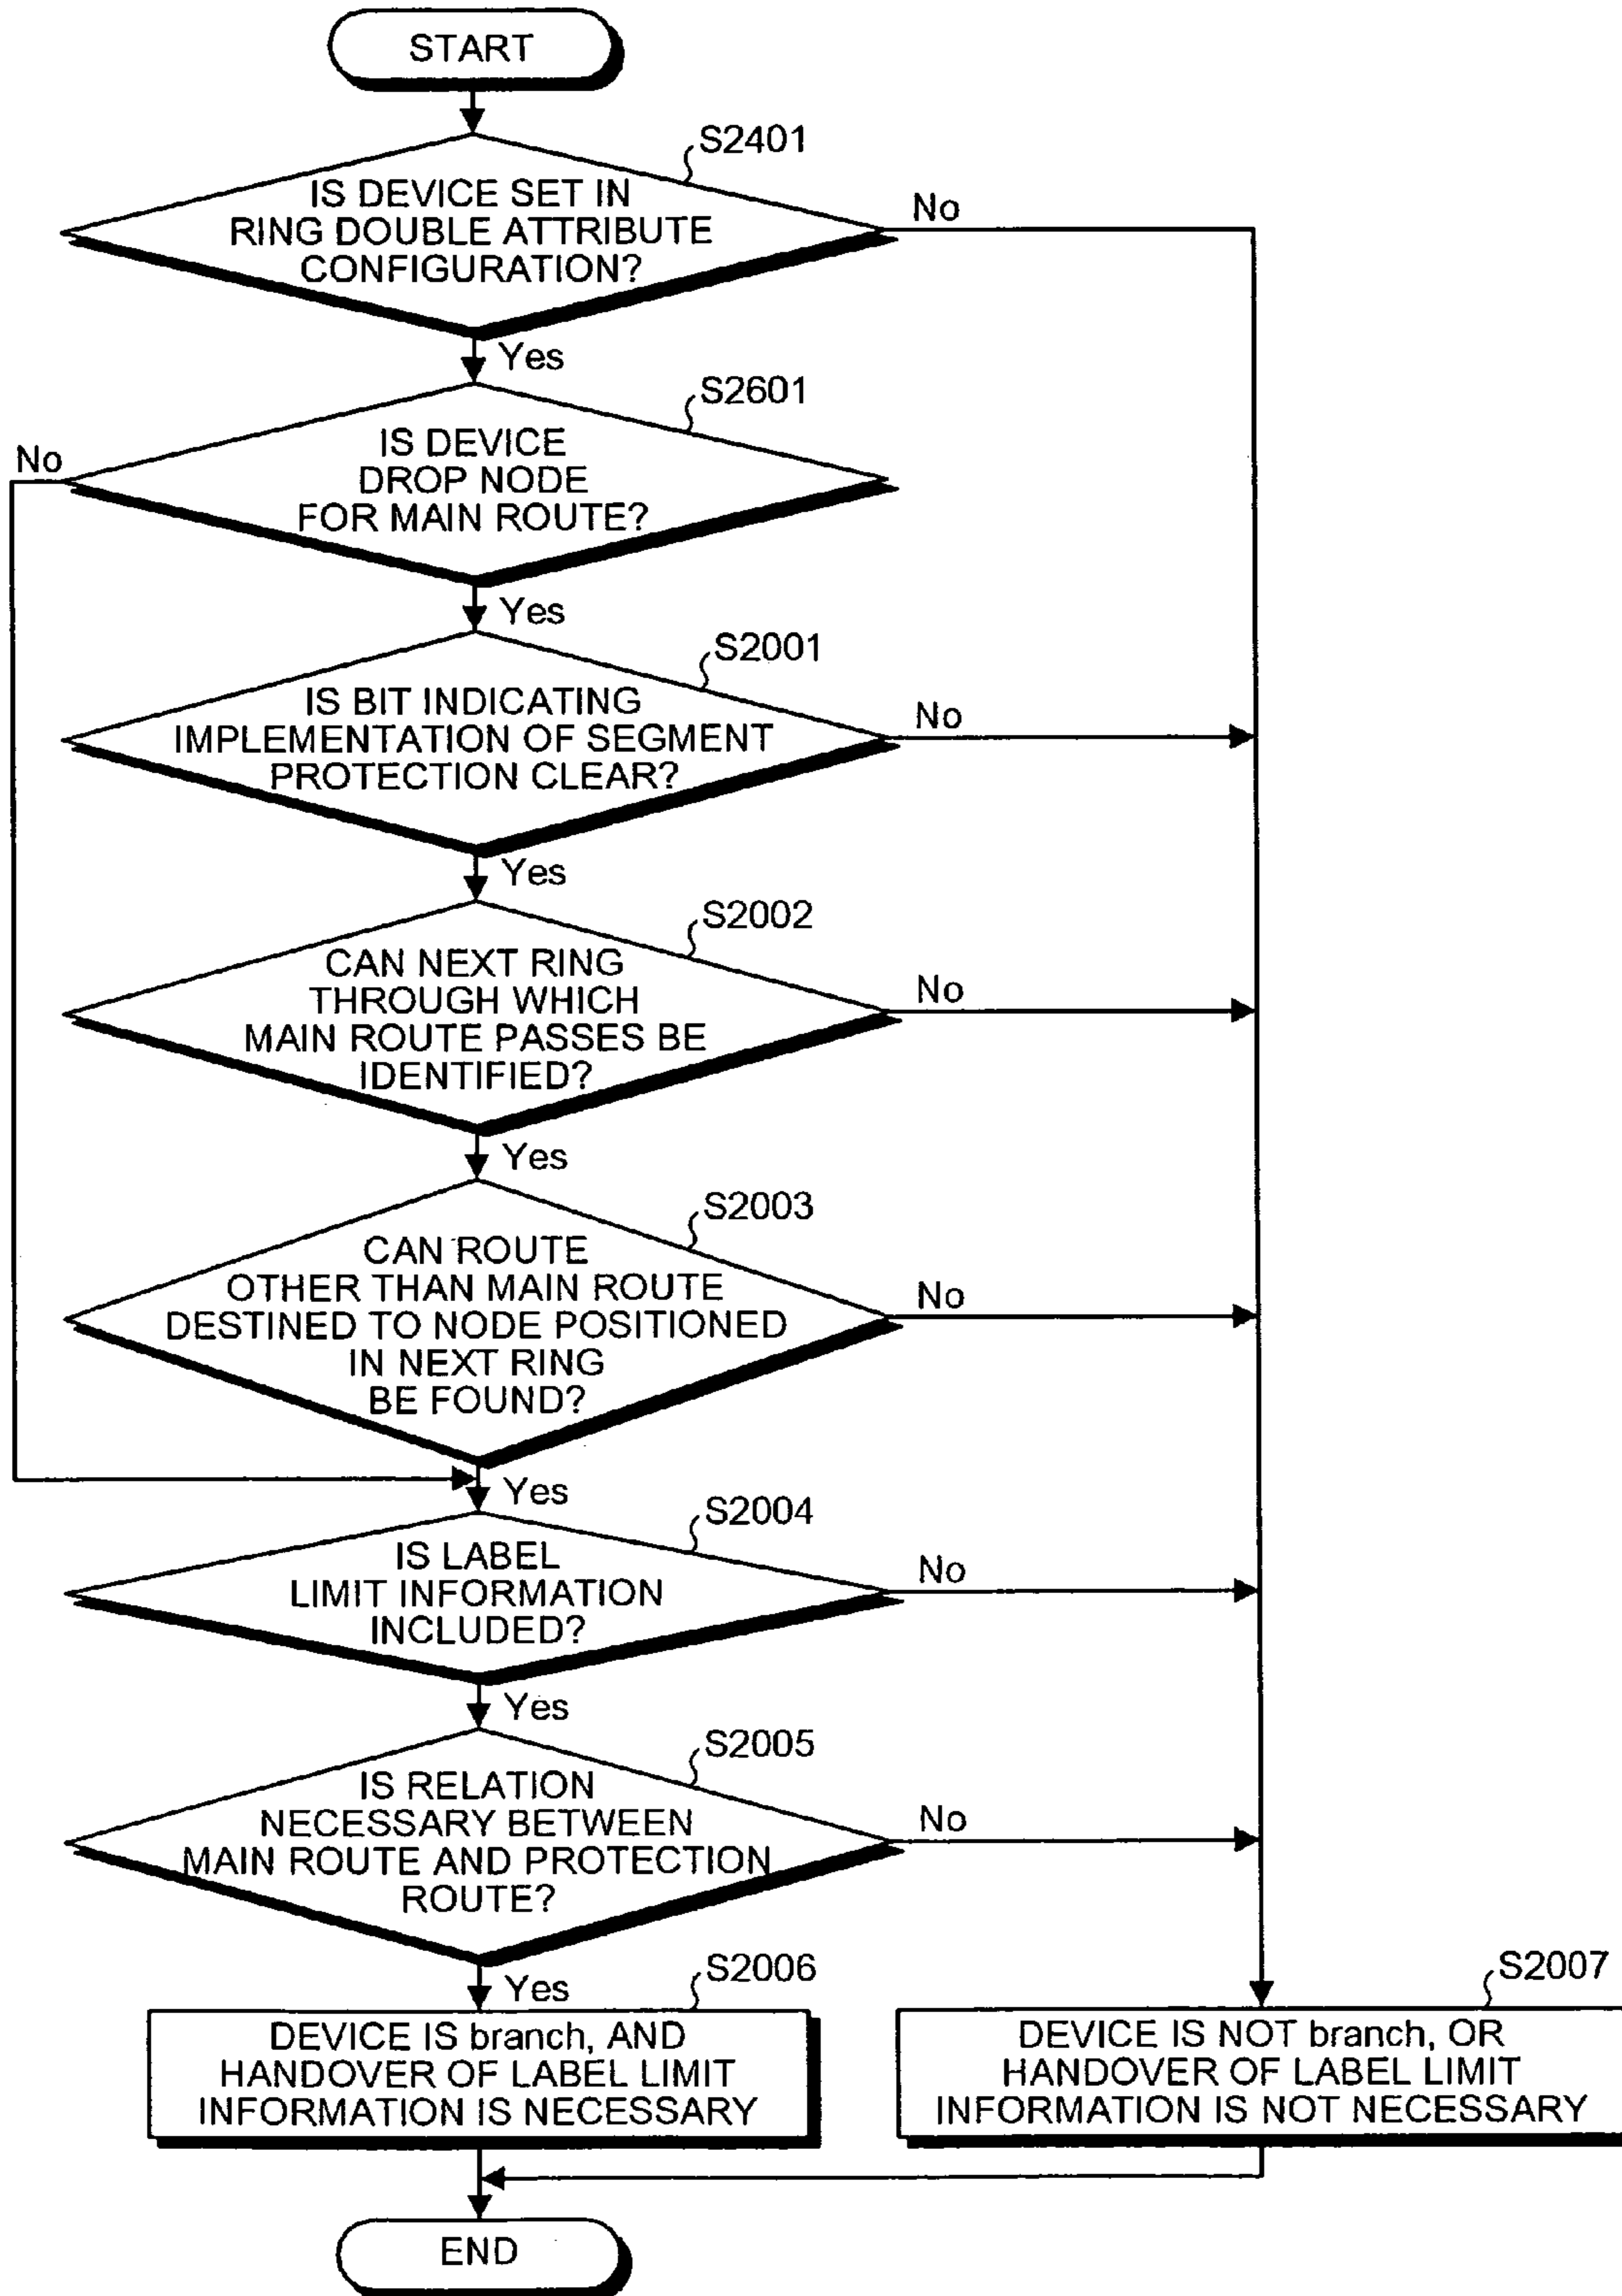 START
S2401
IS DEVICE SET IN
RING DOUBLE ATTRIBUTE
CONFIGURATION?
No
Yes
S2601
IS DEVICE
DROP NODE
FOR MAIN ROUTE?
No
Yes
S2001
IS BIT INDICATING
IMPLEMENTATION OF SEGMENT
PROTECTION CLEAR?
No
Yes
S2002
CAN NEXT RING
THROUGH WHICH
MAIN ROUTE PASSES BE
IDENTIFIED?
No
Yes
S2003
CAN ROUTE
OTHER THAN MAIN ROUTE
DESTINED TO NODE POSITIONED
IN NEXT RING
BE FOUND?
No
Yes
S2004
IS LABEL
LIMIT INFORMATION
INCLUDED?
No
Yes
S2005
IS RELATION
NECESSARY BETWEEN
MAIN ROUTE AND PROTECTION
ROUTE?
No
Yes
S2006
DEVICE IS branch, AND
HANDOVER OF LABEL LIMIT
INFORMATION IS NECESSARY
S2007
DEVICE IS NOT branch, OR
HANDOVER OF LABEL LIMIT
INFORMATION IS NOT NECESSARY
END